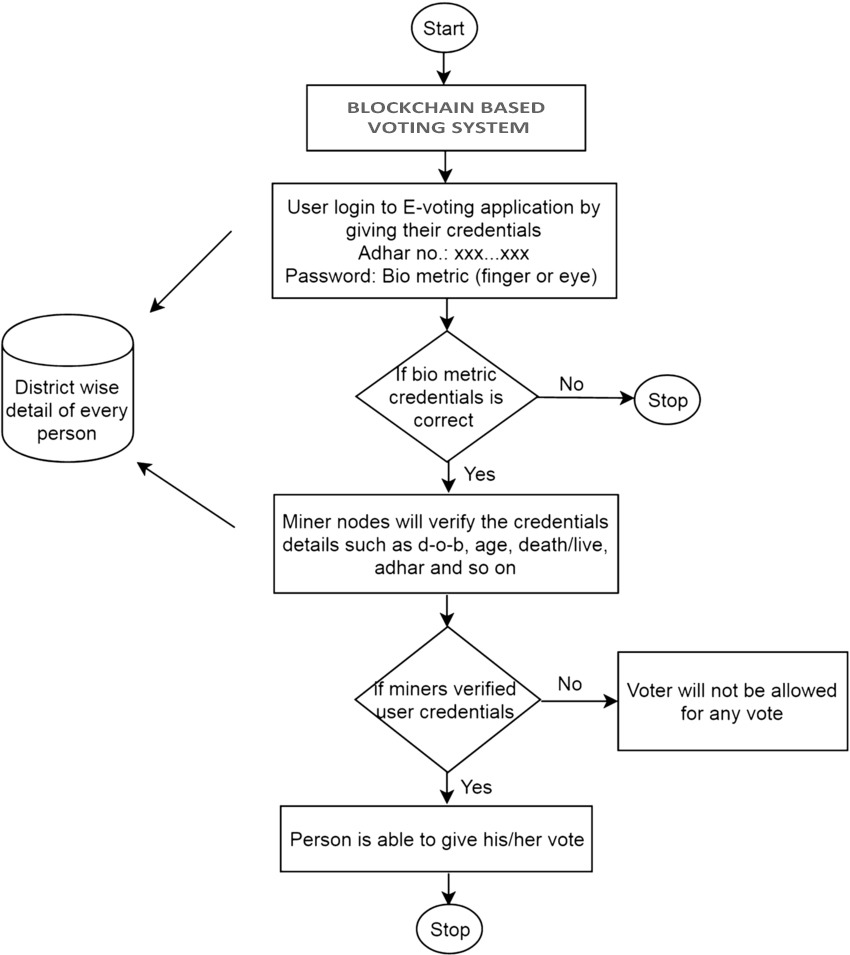 Start
BLOCKCHAIN BASED
VOTING SYSTEM
User login to E-voting application by
giving their credentials
Adhar no.: xxx...xxx
Password: Bio metric (finger or eye)
District wise
detail of every
person
If bio metric
credentials is
correct
No
Stop
Yes
Miner nodes will verify the credentials
details such as d-o-b, age, death/live,
adhar and so on
If miners verified
user credentials
No
Voter will not be allowed
for any vote
Yes
Person is able to give his/her vote
Stop